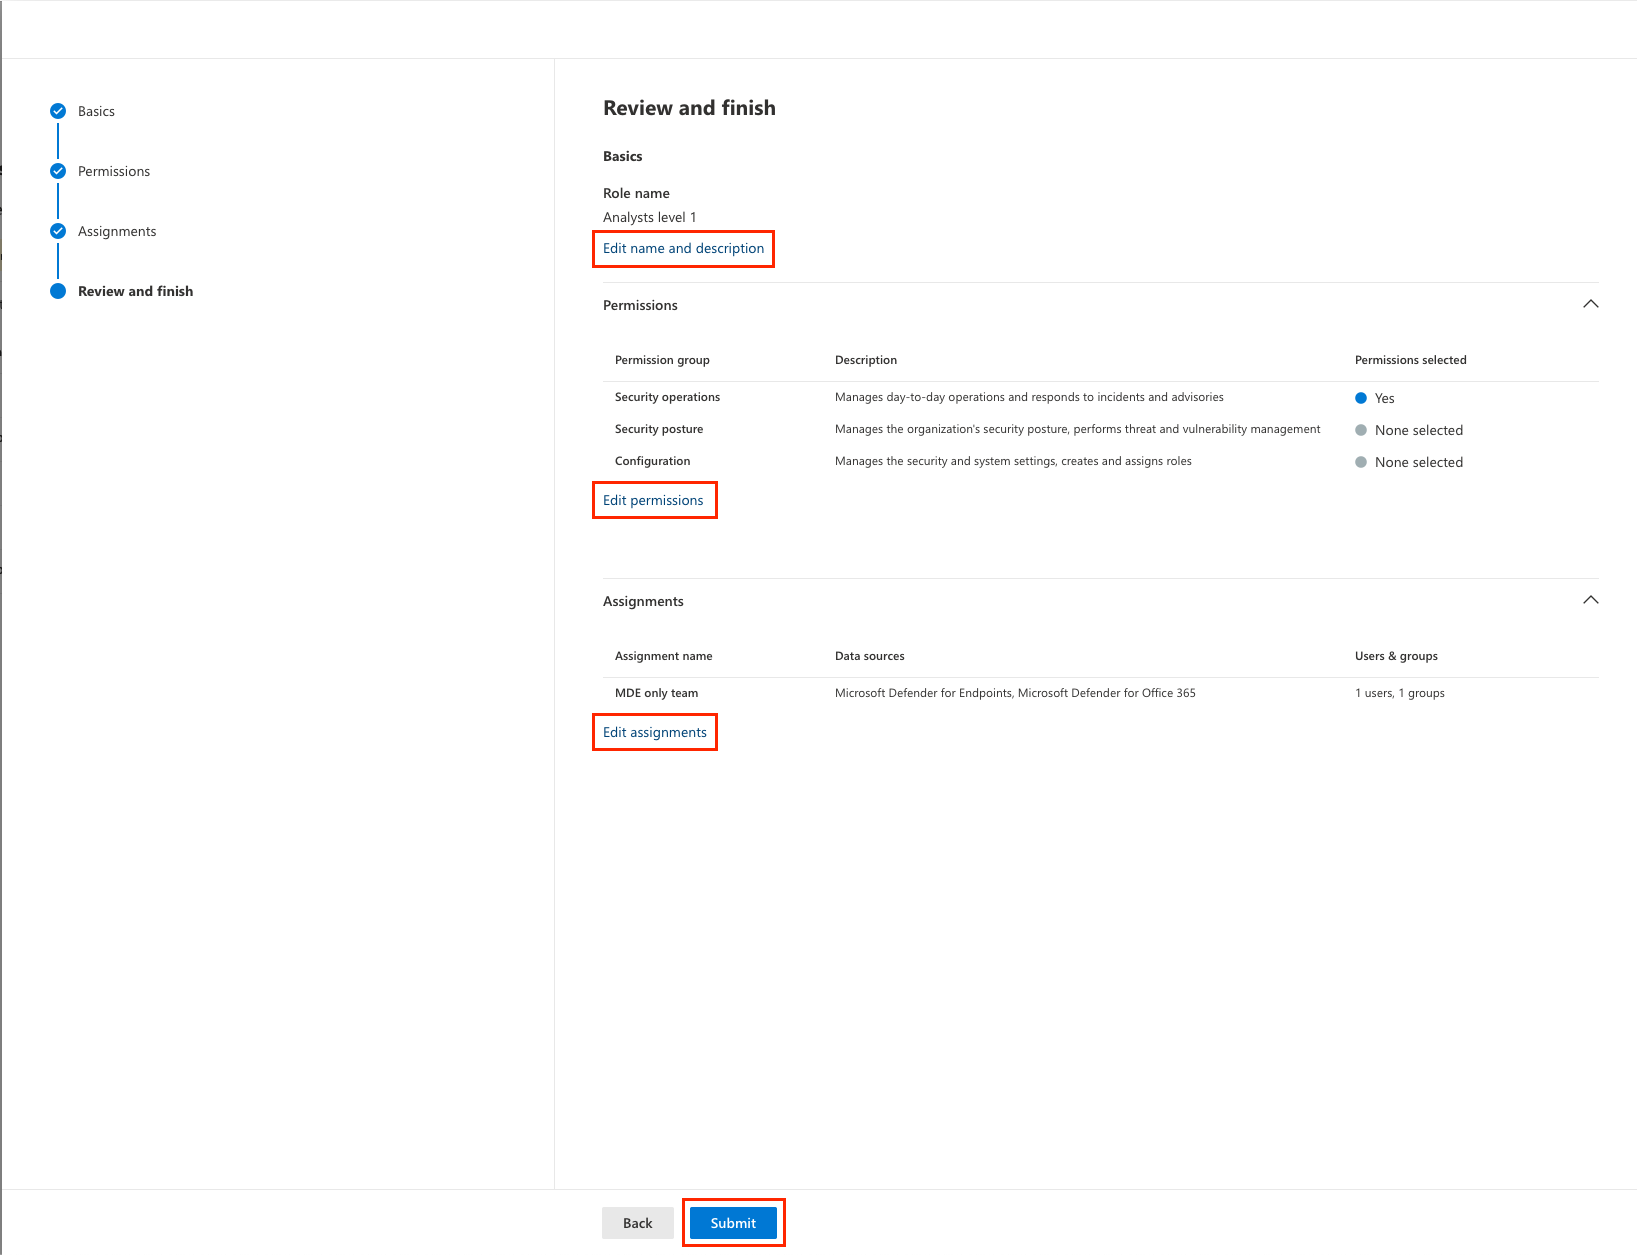 Basics
Permissions
Assignments
Review and finish
Review and finish
Basics
Role name
Analysts level 1
Edit name and description
Permissions
Permission group Description Permissions selected
Security operations Manages day-to-day operations and responds to incidents and advisories Yes
Security posture Manages the organization's security posture, performs threat and vulnerability management None selected
Configuration Manages the security and system settings, creates and assigns roles None selected
Edit permissions
Assignments
Assignment name Data sources Users & groups
MDE only team Microsoft Defender for Endpoints, Microsoft Defender for Office 365 1 users, 1 groups
Edit assignments
Back Submit